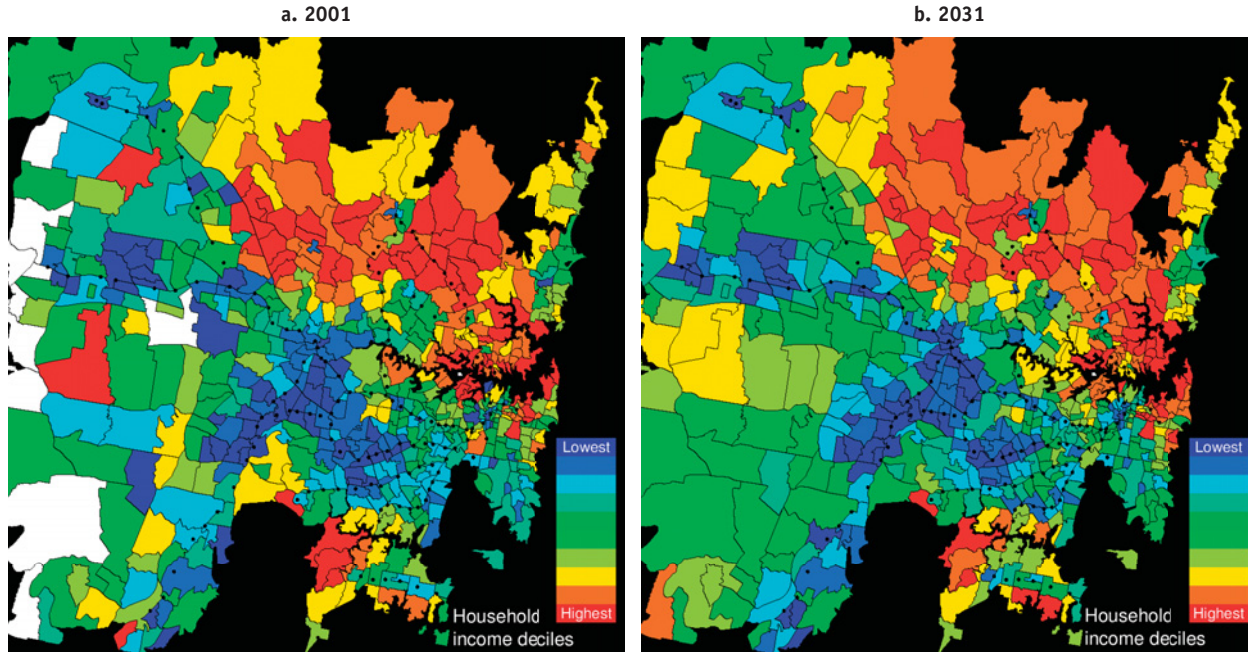 a. 2001
b. 2031
Lowest
Highest
Household
income deciles
Lowest
Highest
Household
income deciles